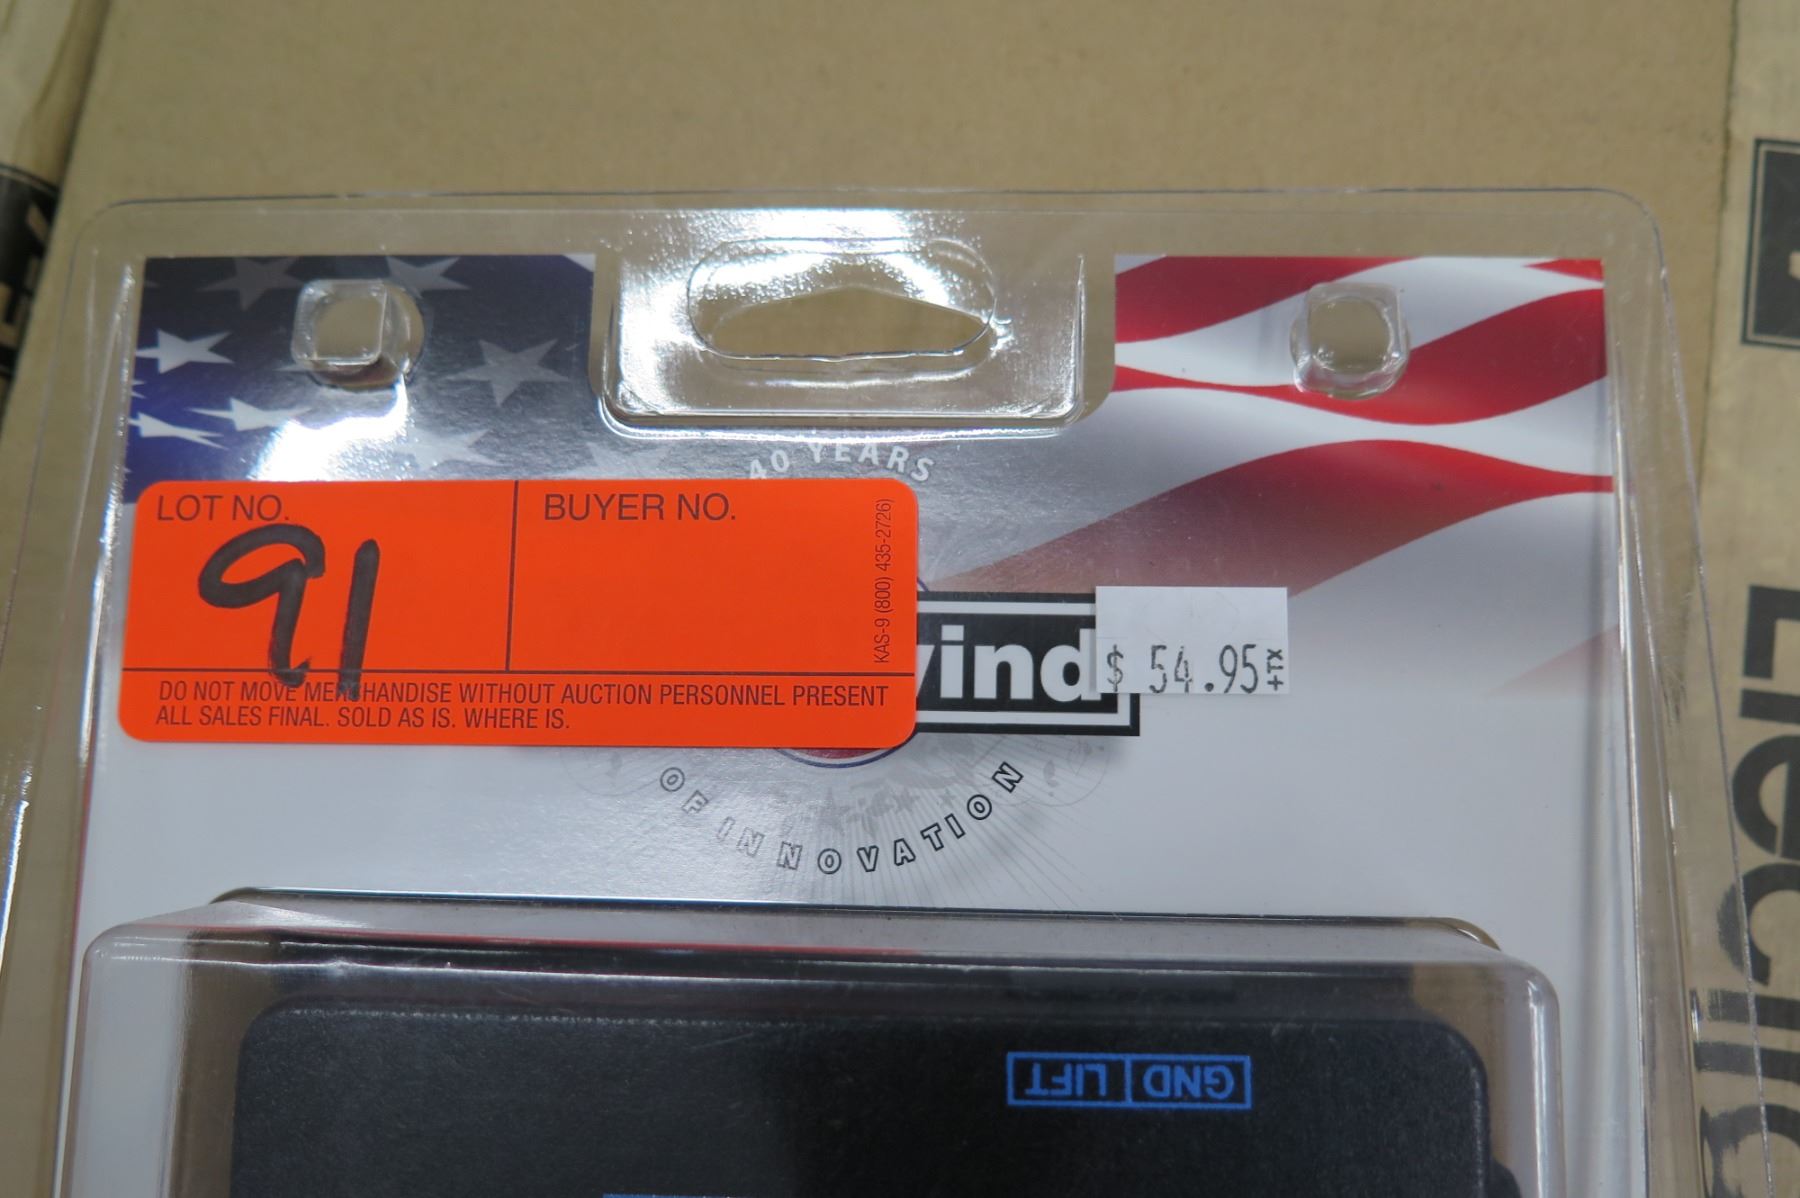 40 YEARS
LOT NO.
BUYER NO.
91
KAS-9 (800) 435-2726)
DO NOT MOVE MERCHANDISE WITHOUT AUCTION PERSONNEL PRESENT
ALL SALES FINAL. SOLD AS IS. WHERE IS.
$ 54.95 +TX
OF INNOVATION
GND LIFT